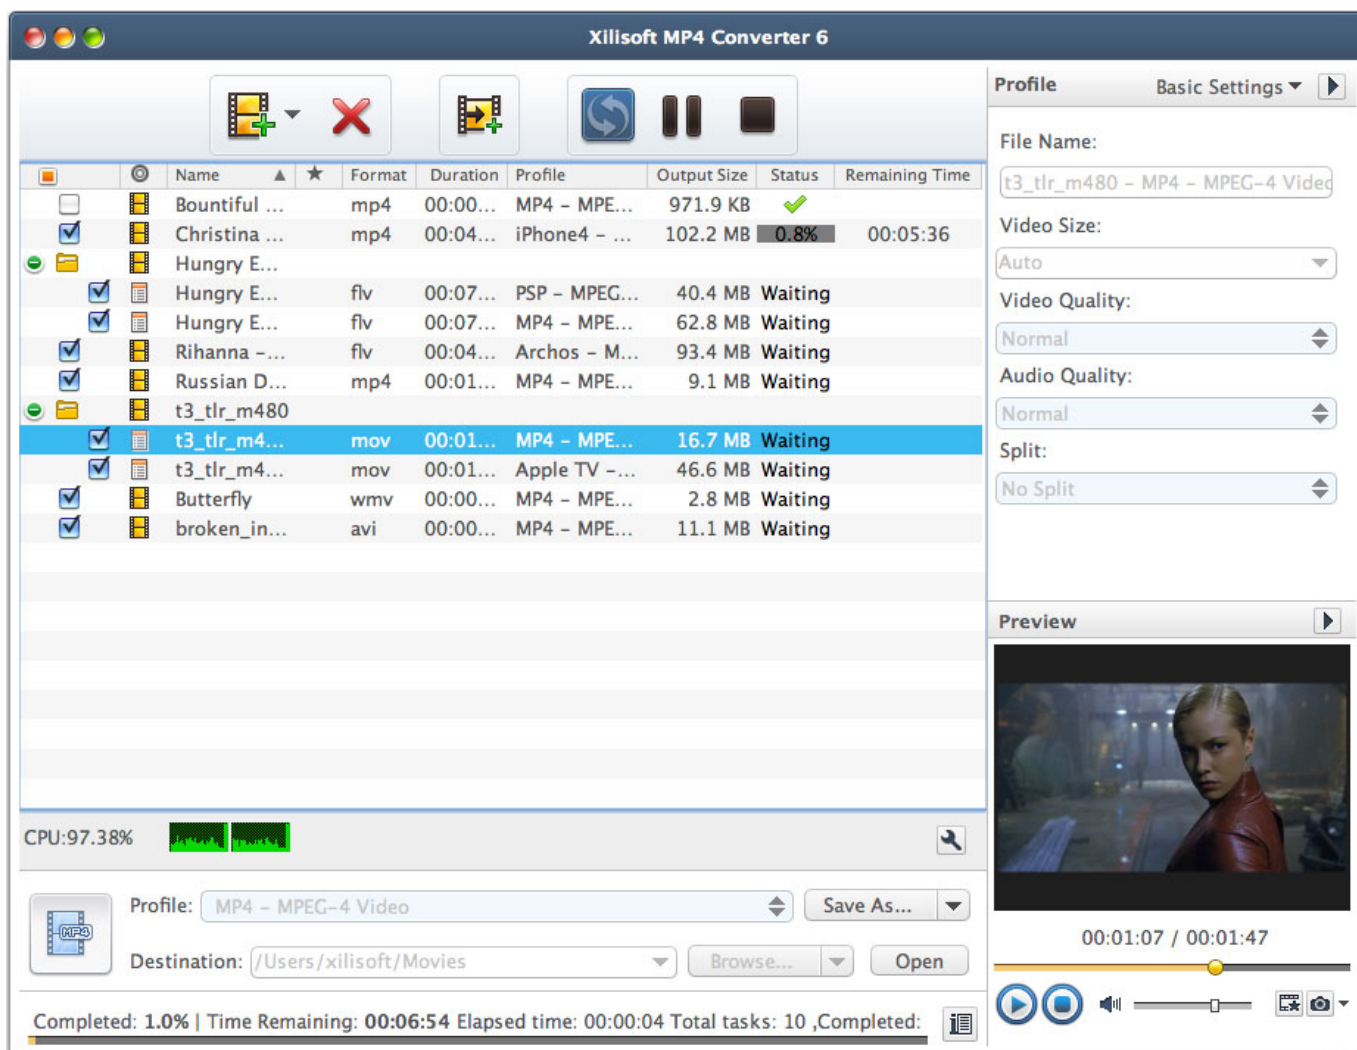 Xilisoft MP4 Converter 6
Profile Basic Settings
File Name:
t3_tlr_m480 – MP4 – MPEG–4 Video
Video Size:
Auto
Video Quality:
Normal
Audio Quality:
Normal
Split:
No Split
Name Format Duration Profile Output Size Status Remaining Time
Bountiful ... mp4 00:00... MP4 – MPE... 971.9 KB
Christina ... mp4 00:04... iPhone4 – ... 102.2 MB 0.8% 00:05:36
Hungry E...
Hungry E... flv 00:07... PSP – MPEG... 40.4 MB Waiting
Hungry E... flv 00:07... MP4 – MPE... 62.8 MB Waiting
Rihanna –... flv 00:04... Archos – M... 93.4 MB Waiting
Russian D... mp4 00:01... MP4 – MPE... 9.1 MB Waiting
t3_tlr_m480
t3_tlr_m4... mov 00:01... MP4 – MPE... 16.7 MB Waiting
t3_tlr_m4... mov 00:01... Apple TV –... 46.6 MB Waiting
Butterfly wmv 00:00... MP4 – MPE... 2.8 MB Waiting
broken_in... avi 00:00... MP4 – MPE... 11.1 MB Waiting
Preview
00:01:07 / 00:01:47
CPU:97.38%
Profile: MP4 – MPEG–4 Video Save As...
MP4
Destination: /Users/xilisoft/Movies Browse... Open
Completed: 1.0% | Time Remaining: 00:06:54 Elapsed time: 00:00:04 Total tasks: 10 ,Completed: